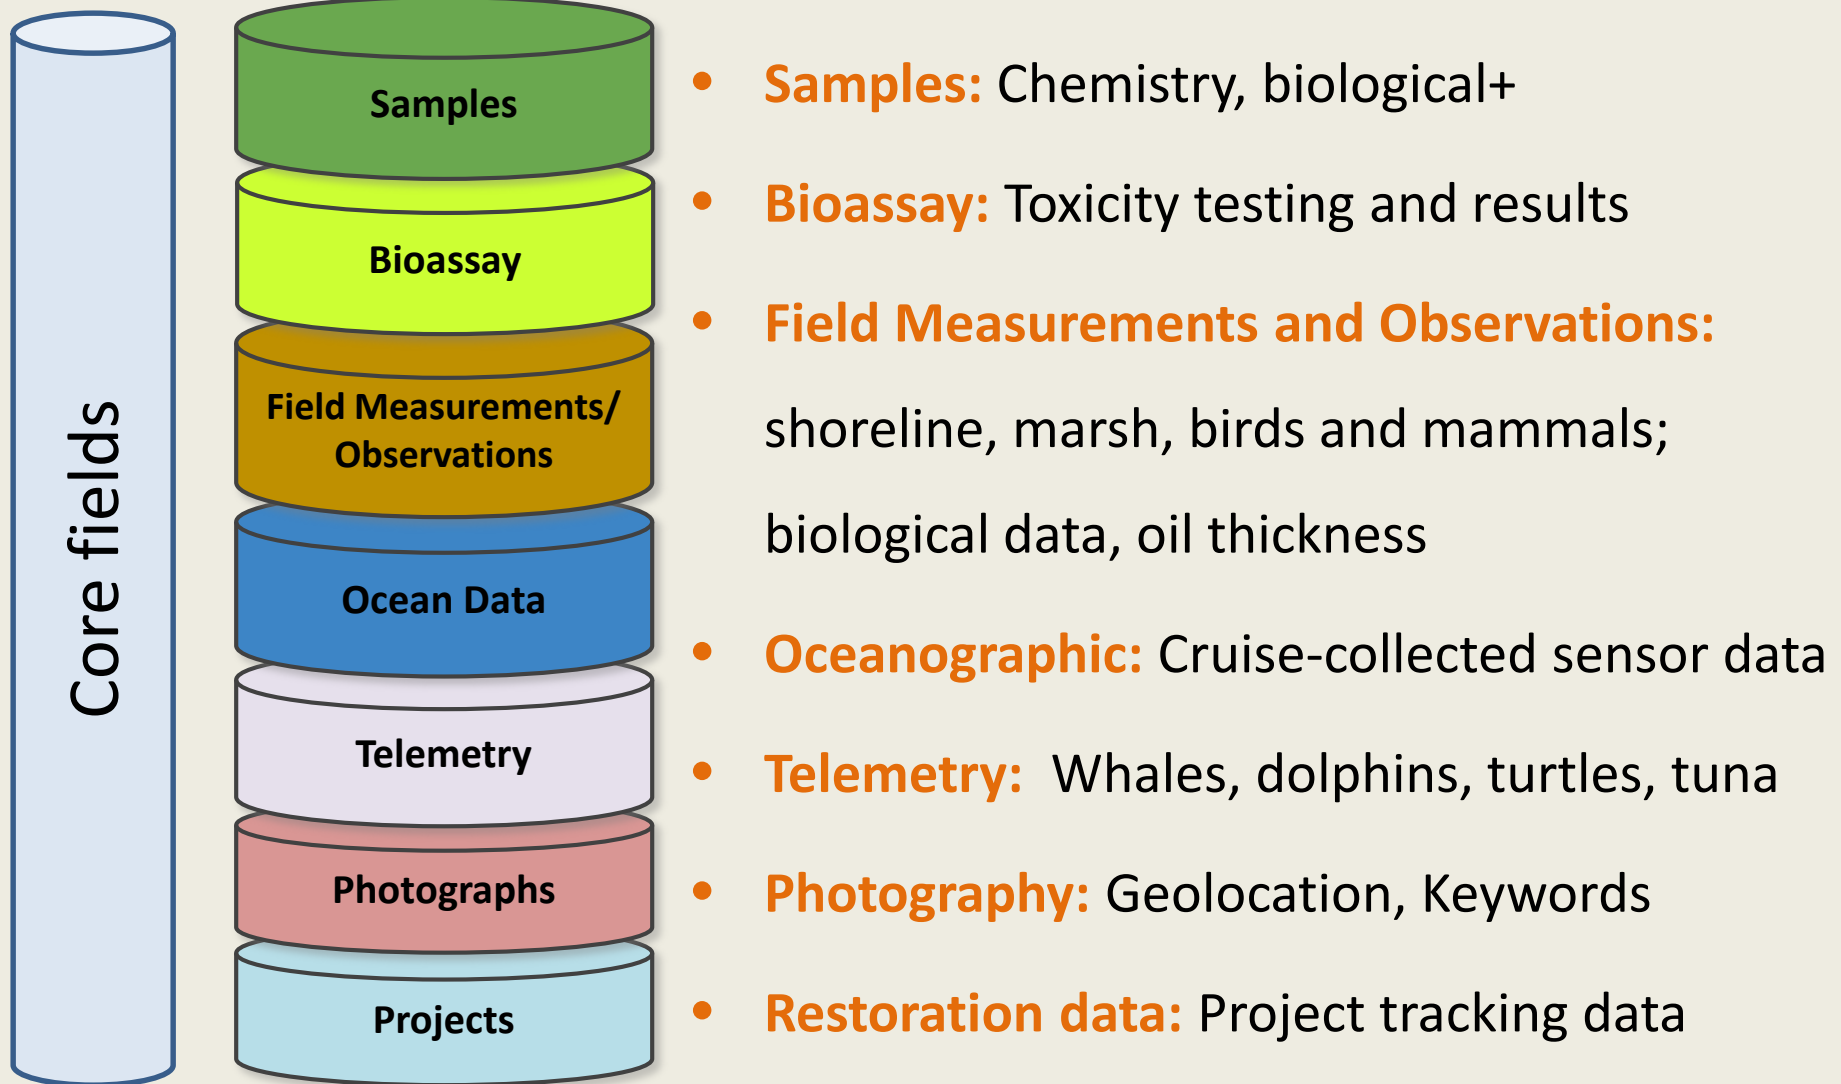 Core fields
Samples
Bioassay
Field Measurements/
Observations
Ocean Data
Telemetry
Photographs
Projects
• Samples: Chemistry, biological+
• Bioassay: Toxicity testing and results
• Field Measurements and Observations:
shoreline, marsh, birds and mammals;
biological data, oil thickness
• Oceanographic: Cruise-collected sensor data
• Telemetry:  Whales, dolphins, turtles, tuna
• Photography: Geolocation, Keywords
• Restoration data: Project tracking data